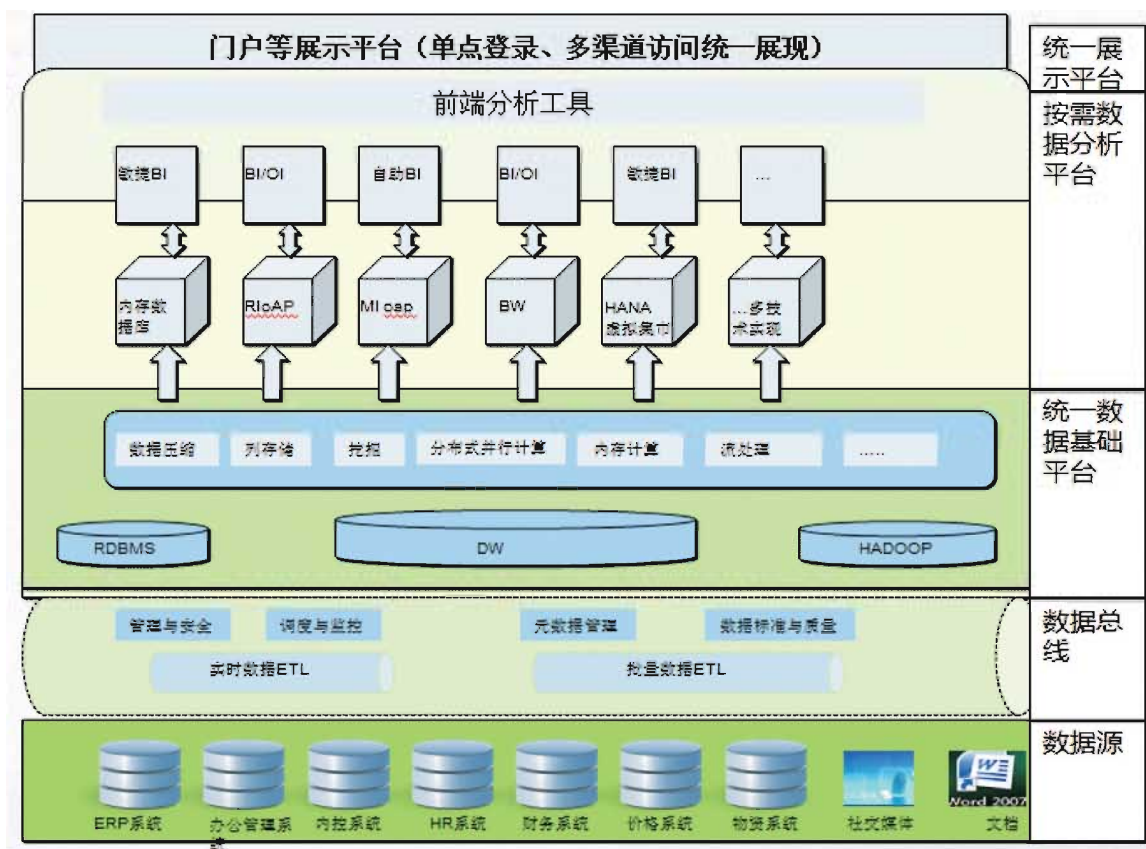 门户等展示平台（单点登录、多渠道访问统一展现）
统一展
示平台
前端分析工具
按需数
据分析
平台
敏捷BI
BI/OI
自助BI
BI/OI
敏捷BI
...
内存数
据库
RIoAP
MIoap
BW
HANA
虚拟集市
...多技
术实现
统一数
据基础
平台
数据压缩
列存储
挖掘
分布式并行计算
内存计算
流处理
.....
RDBMS
DW
HADOOP
数据总
线
管理与安全
调度与监控
元数据管理
数据标准与质量
实时数据ETL
批量数据ETL
数据源
ERP系统
办公管理系
统
内控系统
HR系统
财务系统
价格系统
物资系统
社交媒体
Word 2007
文档